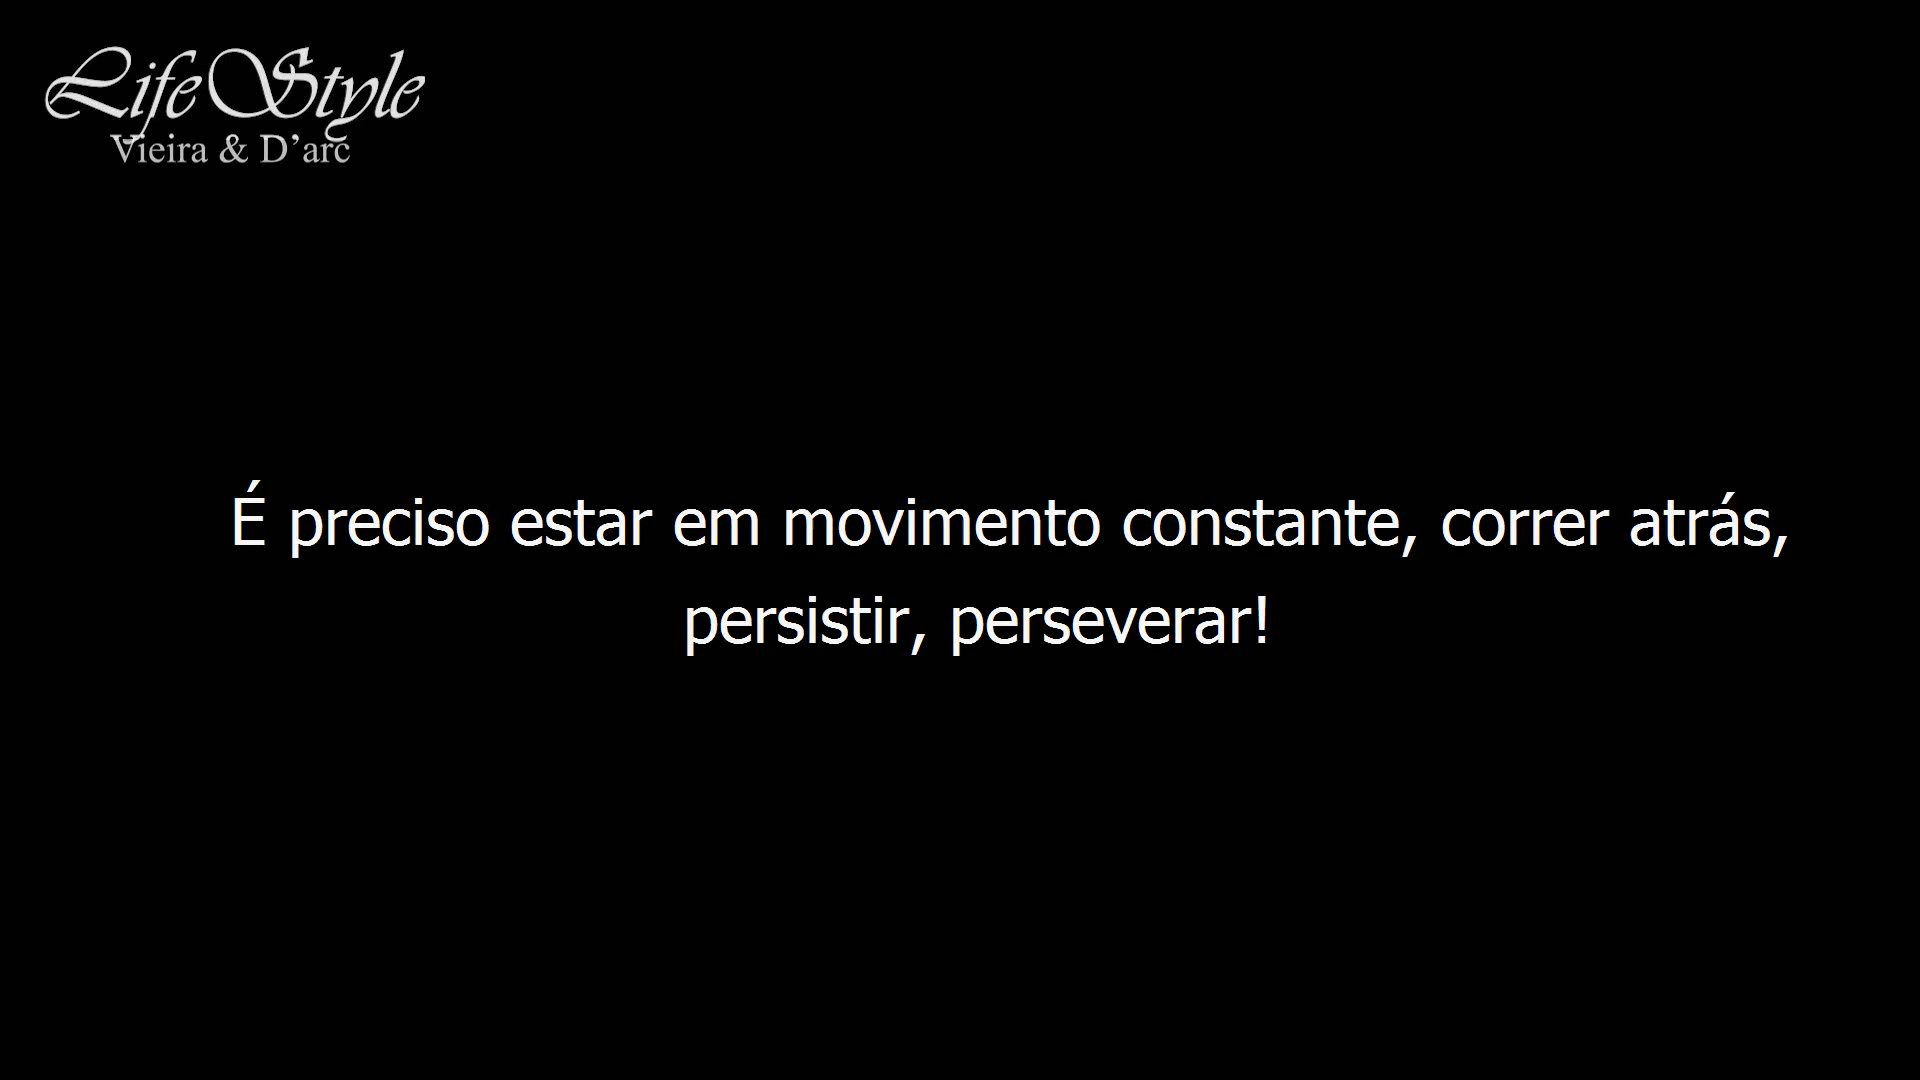 LifeStyle
Vieira & D’arc
É preciso estar em movimento constante, correr atrás,
persistir, perseverar!